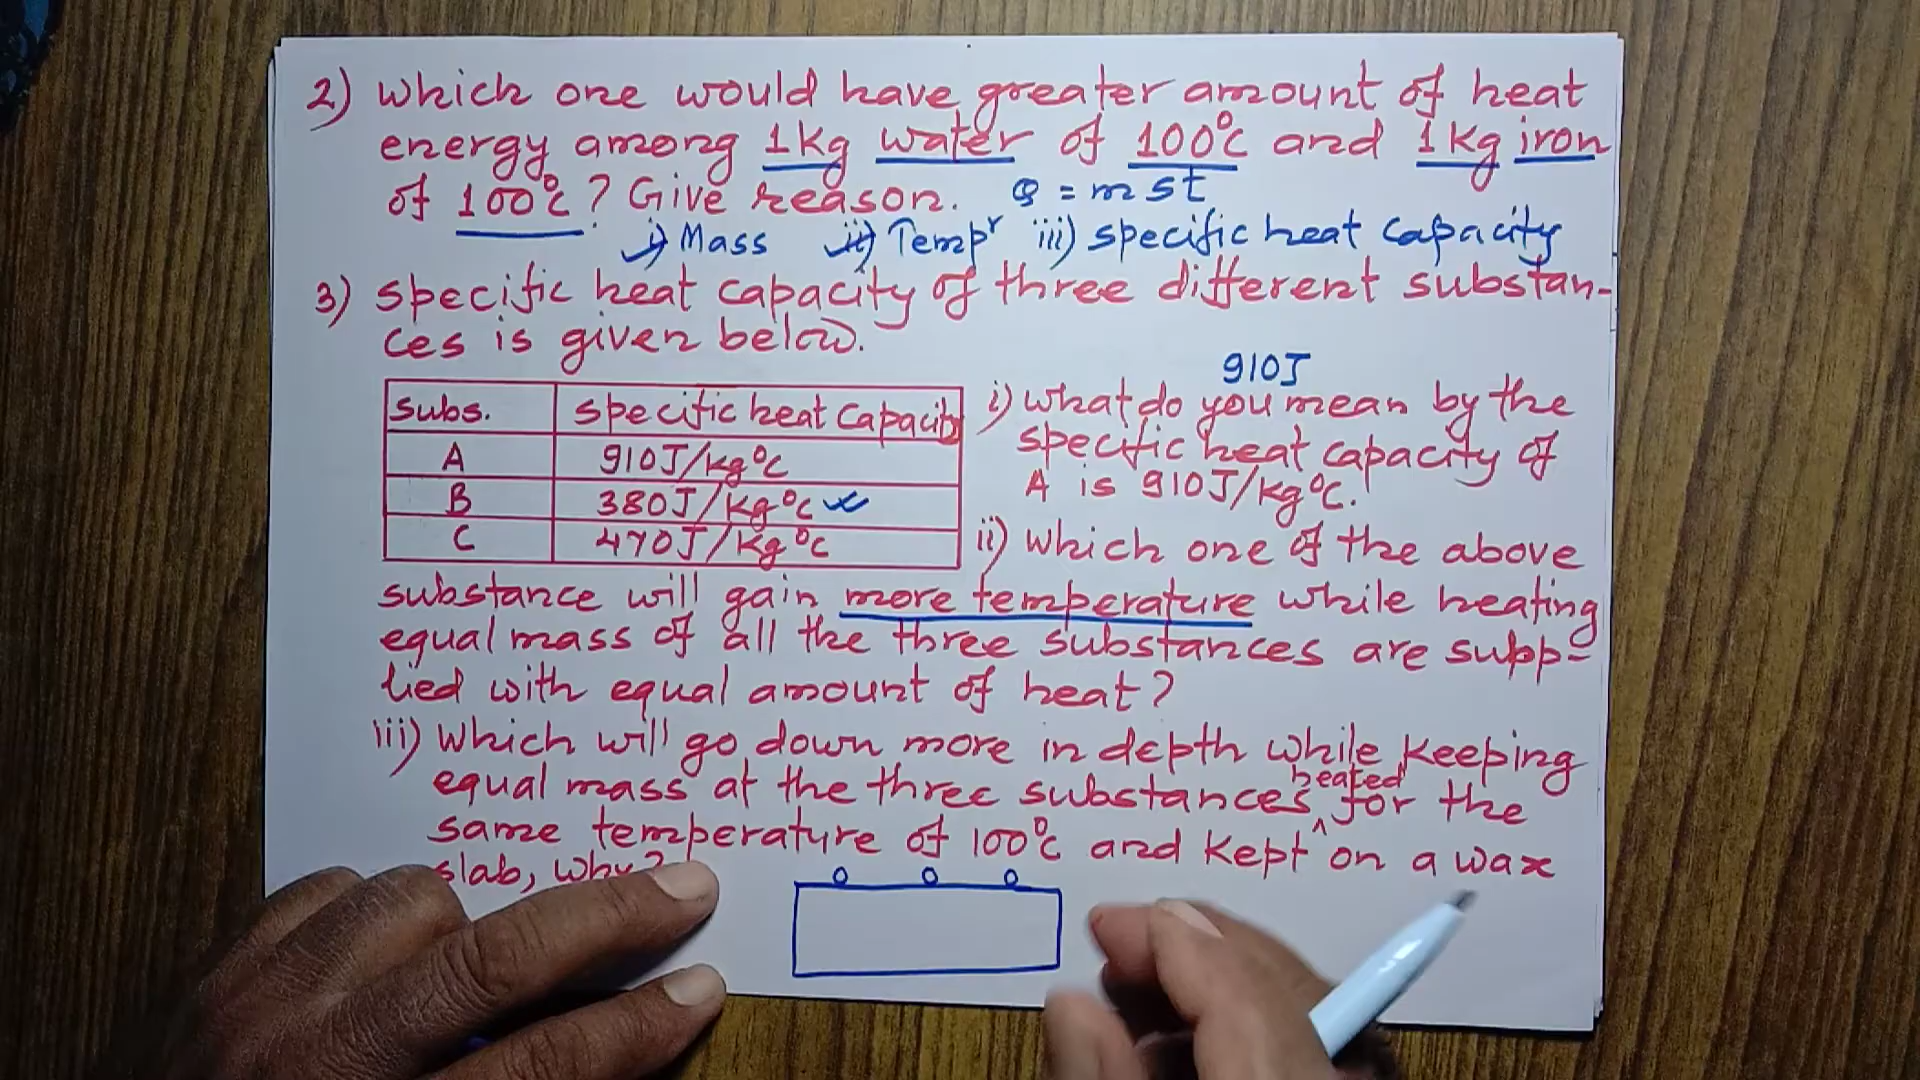 2) Which one would have greater amount of heat
energy among 1Kg water of 100°C and 1Kg iron
of 100°C? Give reason. Q = mst
i) Mass ii) Tempr iii) specific heat capacity
3) Specific heat capacity of three different substan-
ces is given below.
Subs. Specific heat Capacity
A 910J/kg°C
B 380J/kg°C
C 470J/kg°C
910J
i) What do you mean by the
specific heat capacity of
A is 910J/kg°C.
ii) Which one of the above
substance will gain more temperature while heating
equal mass of all the three substances are supp-
lied with equal amount of heat?
iii) Which will go down more in depth while keeping
equal mass at the three substances heated for the
same temperature of 100°C and kept ^ on a wax
slab, why?